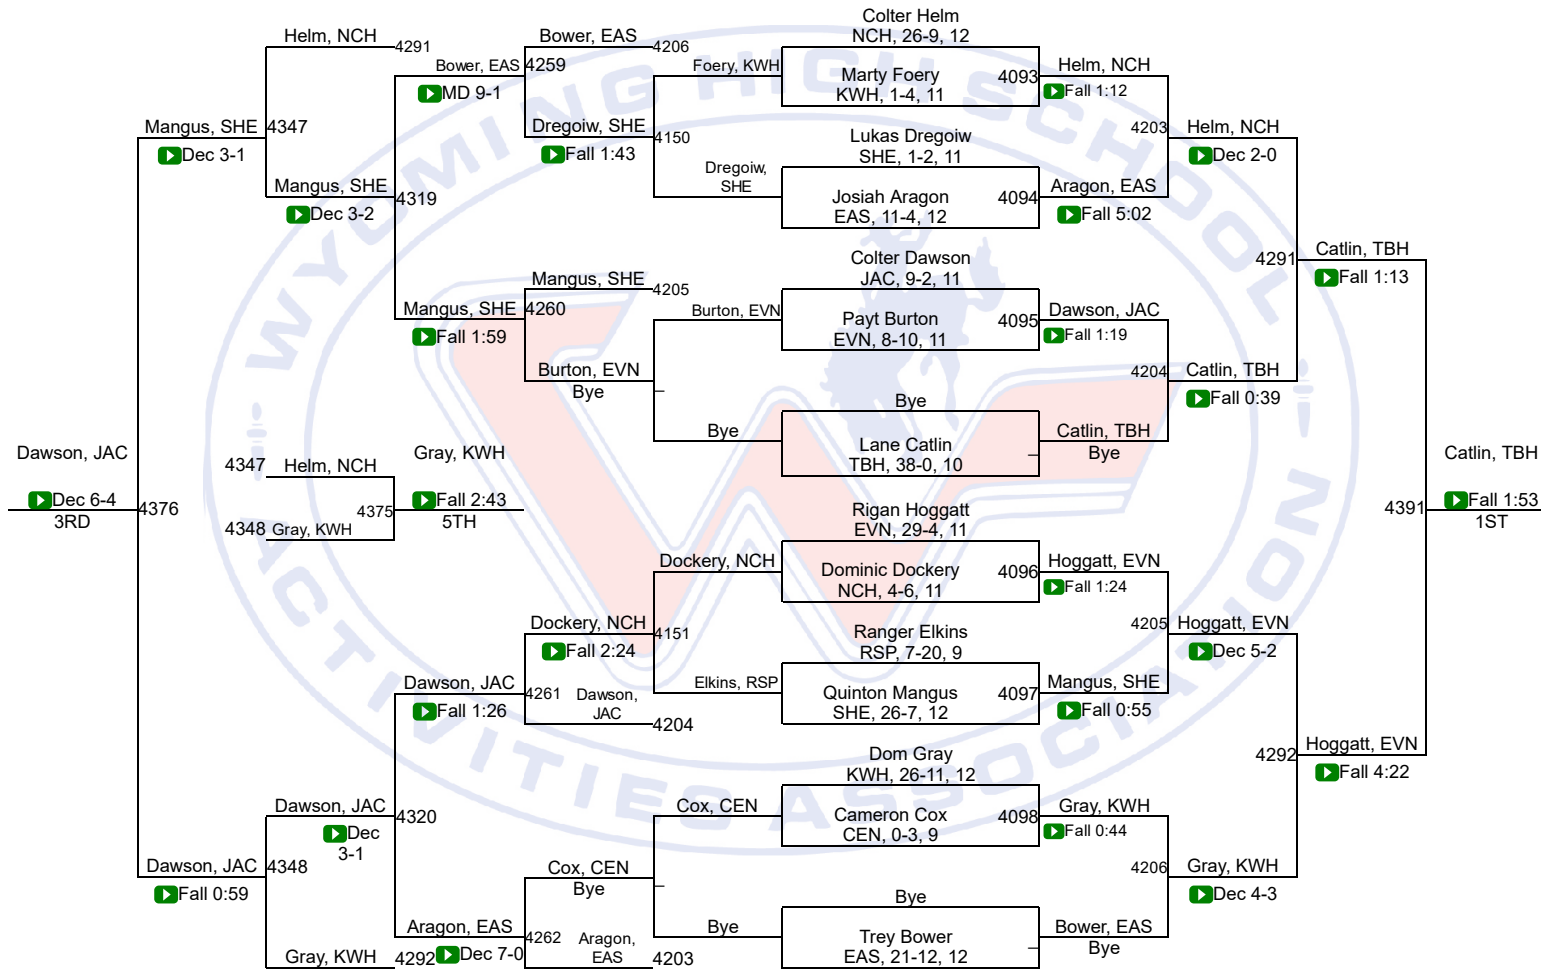 WYOMING HIGH SCHOOL
ACTIVITIES ASSOCIATION
Dawson, JAC
Dec 6-4
3RD
4376
Mangus, SHE
Dec 3-1
4347
Dawson, JAC
Fall 0:59
4348
Helm, NCH
4291
Mangus, SHE
Dec 3-2
4319
4347
Helm, NCH
4348
Gray, KWH
4375
Gray, KWH
Fall 2:43
5TH
Dawson, JAC
Dec
3-1
4320
Gray, KWH
4292
Bower, EAS
MD 9-1
4259
Mangus, SHE
Fall 1:59
4260
Dawson, JAC
Fall 1:26
4261
Aragon, EAS
Dec 7-0
4262
Bower, EAS
4206
Dregoiw, SHE
Fall 1:43
4150
Mangus, SHE
4205
Burton, EVN
Bye
Dockery, NCH
Fall 2:24
4151
Dawson,
JAC
4204
Cox, CEN
Bye
Aragon,
EAS
4203
Foery, KWH
Dregoiw,
SHE
Burton, EVN
Bye
Dockery, NCH
Elkins, RSP
Cox, CEN
Bye
Colter Helm
NCH, 26-9, 12
Marty Foery
KWH, 1-4, 11
4093
Lukas Dregoiw
SHE, 1-2, 11
Josiah Aragon
EAS, 11-4, 12
4094
Colter Dawson
JAC, 9-2, 11
Payt Burton
EVN, 8-10, 11
4095
Bye
Lane Catlin
TBH, 38-0, 10
Rigan Hoggatt
EVN, 29-4, 11
Dominic Dockery
NCH, 4-6, 11
4096
Ranger Elkins
RSP, 7-20, 9
Quinton Mangus
SHE, 26-7, 12
4097
Dom Gray
KWH, 26-11, 12
Cameron Cox
CEN, 0-3, 9
4098
Bye
Trey Bower
EAS, 21-12, 12
Helm, NCH
Fall 1:12
Aragon, EAS
Fall 5:02
Dawson, JAC
Fall 1:19
Catlin, TBH
Bye
Hoggatt, EVN
Fall 1:24
Mangus, SHE
Fall 0:55
Gray, KWH
Fall 0:44
Bower, EAS
Bye
4203
Helm, NCH
Dec 2-0
4204
Catlin, TBH
Fall 0:39
4205
Hoggatt, EVN
Dec 5-2
4206
Gray, KWH
Dec 4-3
4291
Catlin, TBH
Fall 1:13
4292
Hoggatt, EVN
Fall 4:22
4391
Catlin, TBH
Fall 1:53
1ST